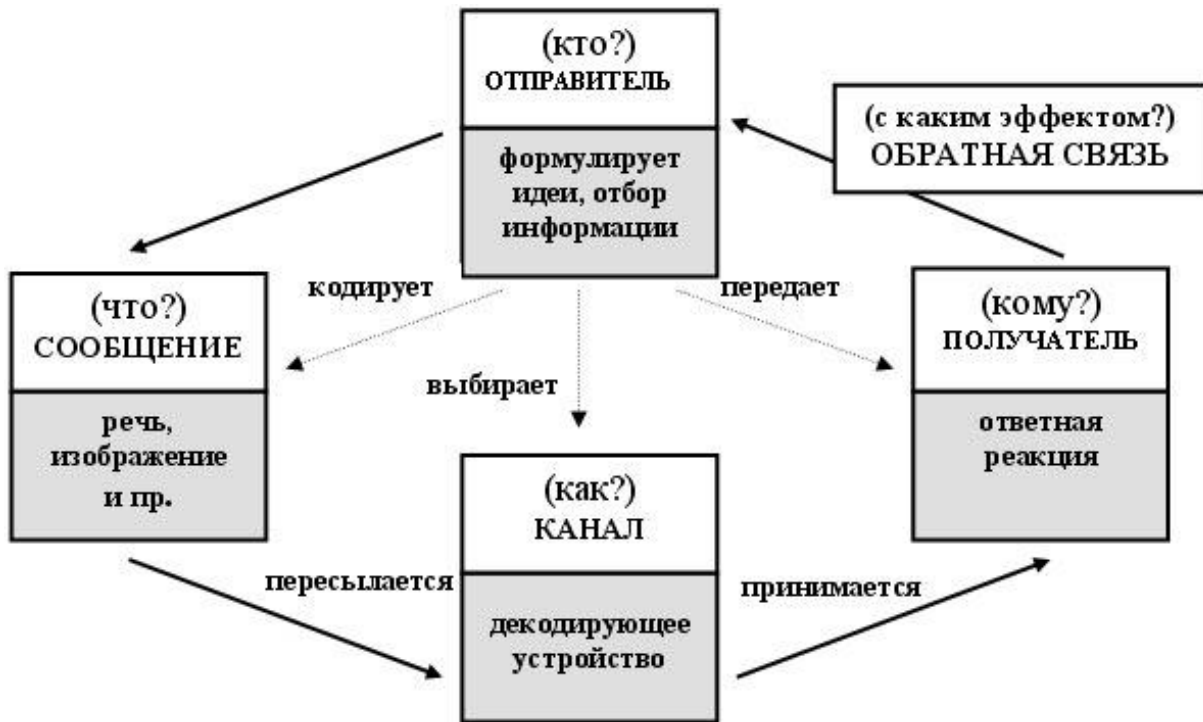 (кто?)
ОТПРАВИТЕЛЬ
формулирует
идеи, отбор
информации
(с каким эффектом?)
ОБРАТНАЯ СВЯЗЬ
кодирует
передает
(что?)
СООБЩЕНИЕ
речь,
изображение
и пр.
выбирает
(кому?)
ПОЛУЧАТЕЛЬ
ответная
реакция
(как?)
КАНАЛ
декодирующее
устройство
пересылается
принимается